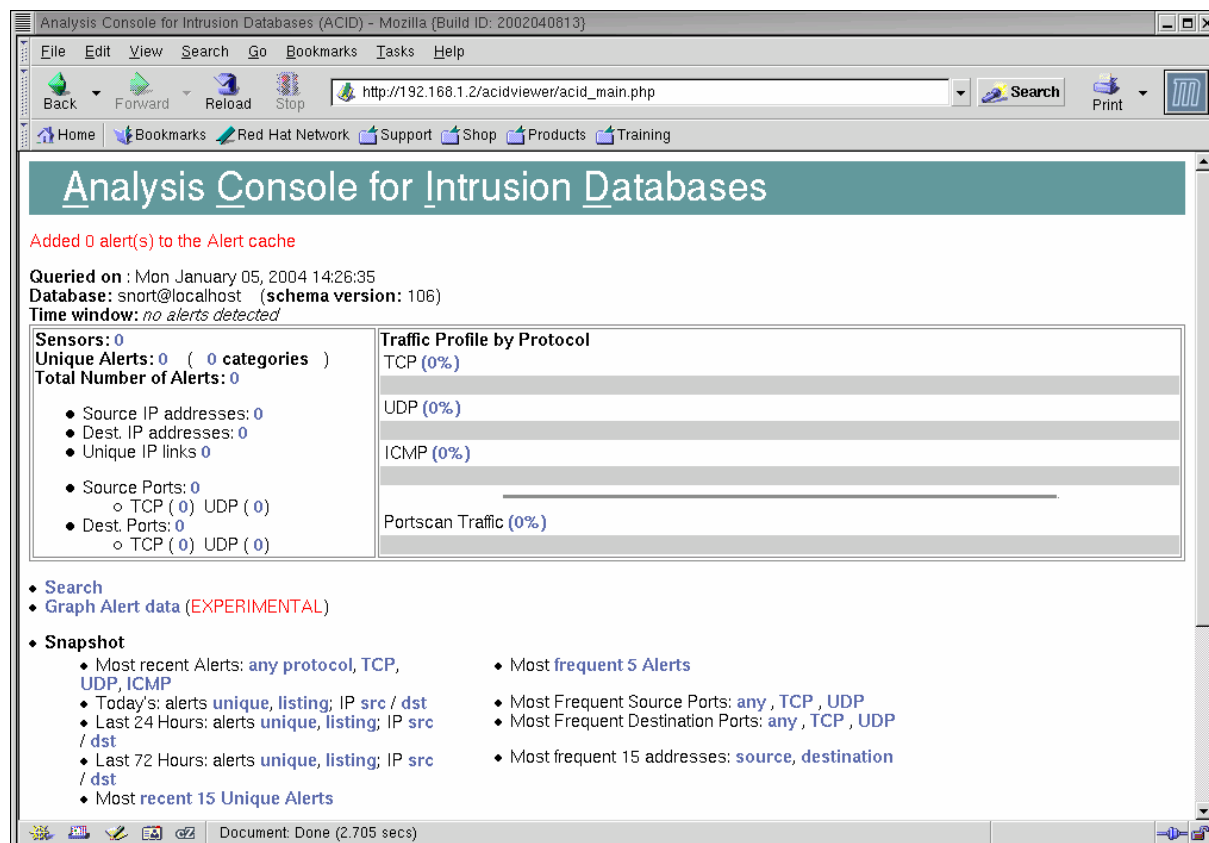 Analysis Console for Intrusion Databases (ACID) - Mozilla {Build ID: 2002040813}
File Edit View Search Go Bookmarks Tasks Help
Back Forward Reload Stop http://192.168.1.2/acidviewer/acid_main.php Search Print
Home Bookmarks Red Hat Network Support Shop Products Training
Analysis Console for Intrusion Databases
Added 0 alert(s) to the Alert cache
Queried on : Mon January 05, 2004 14:26:35
Database: snort@localhost (schema version: 106)
Time window: no alerts detected
Sensors: 0
Unique Alerts: 0 ( 0 categories )
Total Number of Alerts: 0
Source IP addresses: 0
Dest. IP addresses: 0
Unique IP links 0
Source Ports: 0
TCP ( 0) UDP ( 0)
Dest. Ports: 0
TCP ( 0) UDP ( 0)
Traffic Profile by Protocol
TCP (0%)
UDP (0%)
ICMP (0%)
Portscan Traffic (0%)
Search
Graph Alert data (EXPERIMENTAL)
Snapshot
Most recent Alerts: any protocol, TCP,
UDP, ICMP
Today's: alerts unique, listing; IP src / dst
Last 24 Hours: alerts unique, listing; IP src
/ dst
Last 72 Hours: alerts unique, listing; IP src
/ dst
Most recent 15 Unique Alerts
Most frequent 5 Alerts
Most Frequent Source Ports: any , TCP , UDP
Most Frequent Destination Ports: any , TCP , UDP
Most frequent 15 addresses: source, destination
Document: Done (2.705 secs)